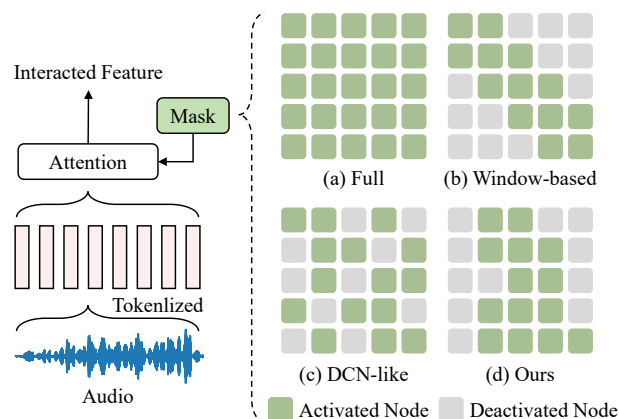 Interacted Feature
Mask
Attention
Tokenlized
Audio
(a) Full
(b) Window-based
(c) DCN-like
(d) Ours
Activated Node
Deactivated Node